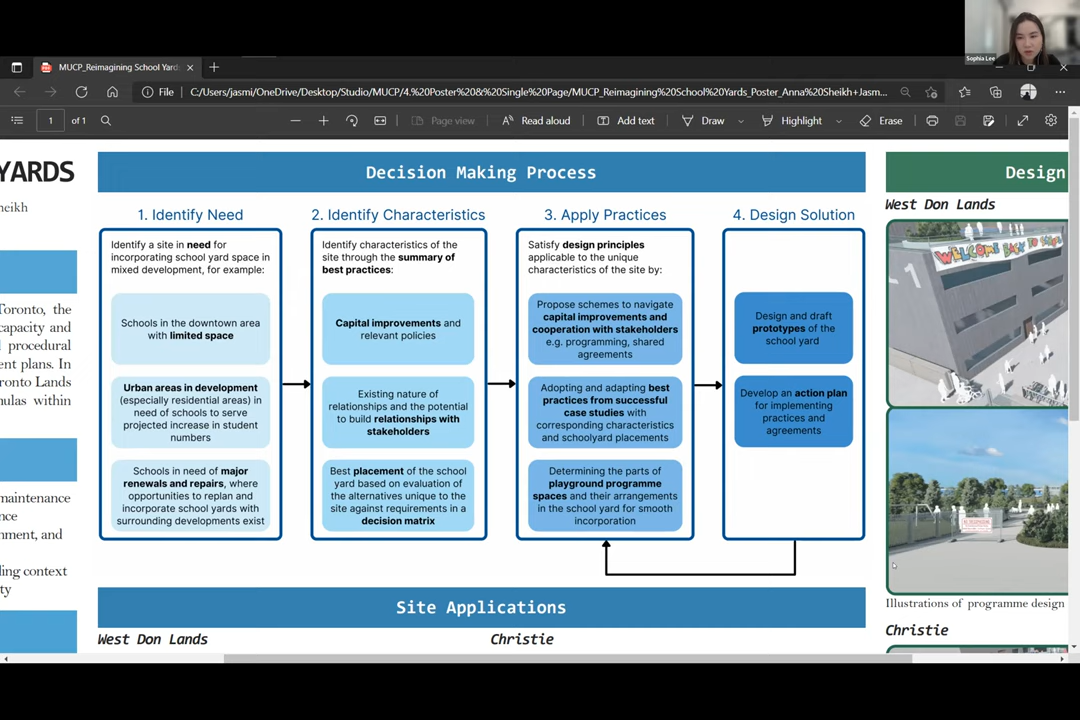 Sophia Lee
MUCP_Reimagining School Yards
File
C:/Users/jasmi/OneDrive/Desktop/Studio/MUCP/4.%20Poster%20&%20Single%20Page/MUCP_Reimagining%20School%20Yards_Poster_Anna%20Sheikh+Jasm...
1
of 1
Page view
Read aloud
Add text
Draw
Highlight
Erase
YARDS
heikh
Toronto, the
capacity and
procedural
ent plans. In
ronto Lands
nulas within
maintenance
nce
nment, and
ling context
ty
Decision Making Process
1. Identify Need
Identify a site in need for
incorporating school yard space in
mixed development, for example:
Schools in the downtown area
with limited space
Urban areas in development
(especially residential areas) in
need of schools to serve
projected increase in student
numbers
Schools in need of major
renewals and repairs, where
opportunities to replan and
incorporate school yards with
surrounding developments exist
2. Identify Characteristics
Identify characteristics of the
site through the summary of
best practices:
Capital improvements and
relevant policies
Existing nature of
relationships and the potential
to build relationships with
stakeholders
Best placement of the school
yard based on evaluation of
the alternatives unique to the
site against requirements in a
decision matrix
3. Apply Practices
Satisfy design principles
applicable to the unique
characteristics of the site by:
Propose schemes to navigate
capital improvements and
cooperation with stakeholders
e.g. programming, shared
agreements
Adopting and adapting best
practices from successful
case studies with
corresponding characteristics
and schoolyard placements
Determining the parts of
playground programme
spaces and their arrangements
in the school yard for smooth
incorporation
4. Design Solution
Design and draft
prototypes of the
school yard
Develop an action plan
for implementing
practices and
agreements
Site Applications
West Don Lands
Christie
Design
West Don Lands
WELCOME BACK TO
1
Illustrations of programme design
Christie